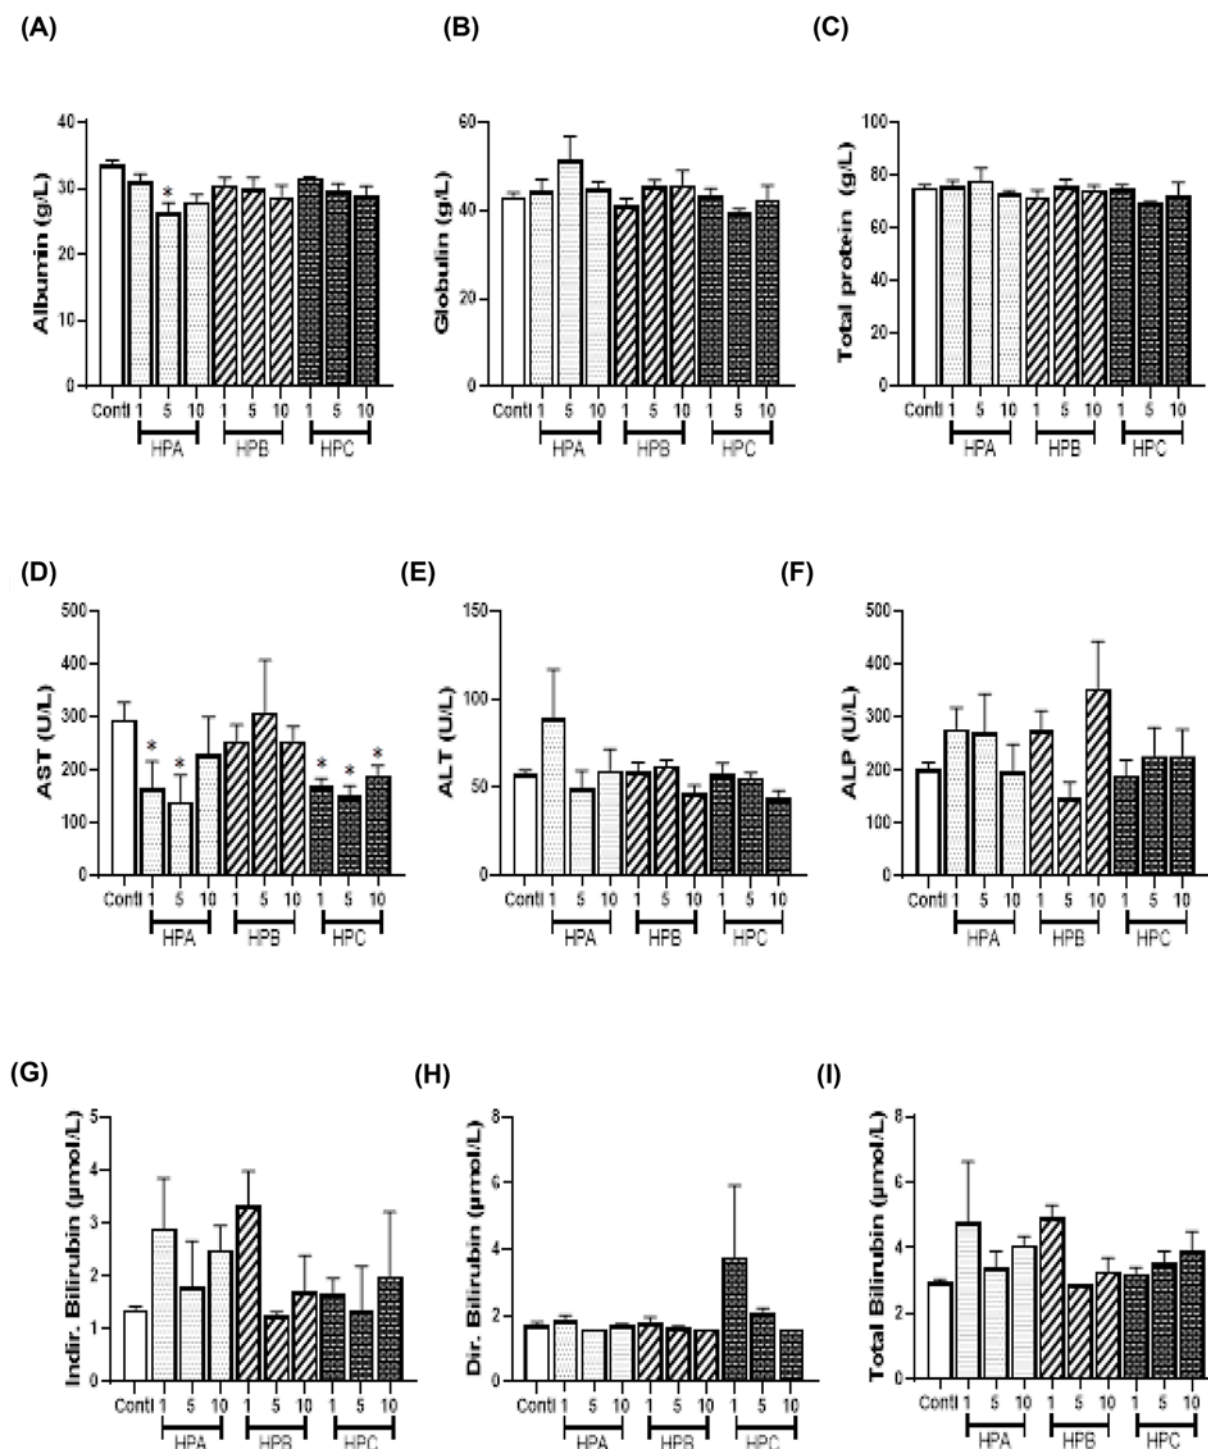 (A)
Albumin (g/L)
40
30
20
10
0
*
Contl 1 5 10 1 5 10 1 5 10
HPA HPB HPC
(B)
Globulin (g/L)
60
40
20
0
Contl 1 5 10 1 5 10 1 5 10
HPA HPB HPC
(C)
Total protein (g/L)
100
80
60
40
20
0
Contl 1 5 10 1 5 10 1 5 10
HPA HPB HPC
(D)
AST (U/L)
500
400
300
200
100
0
* * * * *
Contl 1 5 10 1 5 10 1 5 10
HPA HPB HPC
(E)
ALT (U/L)
150
100
50
0
Contl 1 5 10 1 5 10 1 5 10
HPA HPB HPC
(F)
ALP (U/L)
500
400
300
200
100
0
Contl 1 5 10 1 5 10 1 5 10
HPA HPB HPC
(G)
Indir. Bilirubin (µmol/L)
5
4
3
2
1
0
Contl 1 5 10 1 5 10 1 5 10
HPA HPB HPC
(H)
Dir. Bilirubin (µmol/L)
8
6
4
2
0
Contl 1 5 10 1 5 10 1 5 10
HPA HPB HPC
(I)
Total Bilirubin (µmol/L)
8
6
4
2
0
Contl 1 5 10 1 5 10 1 5 10
HPA HPB HPC